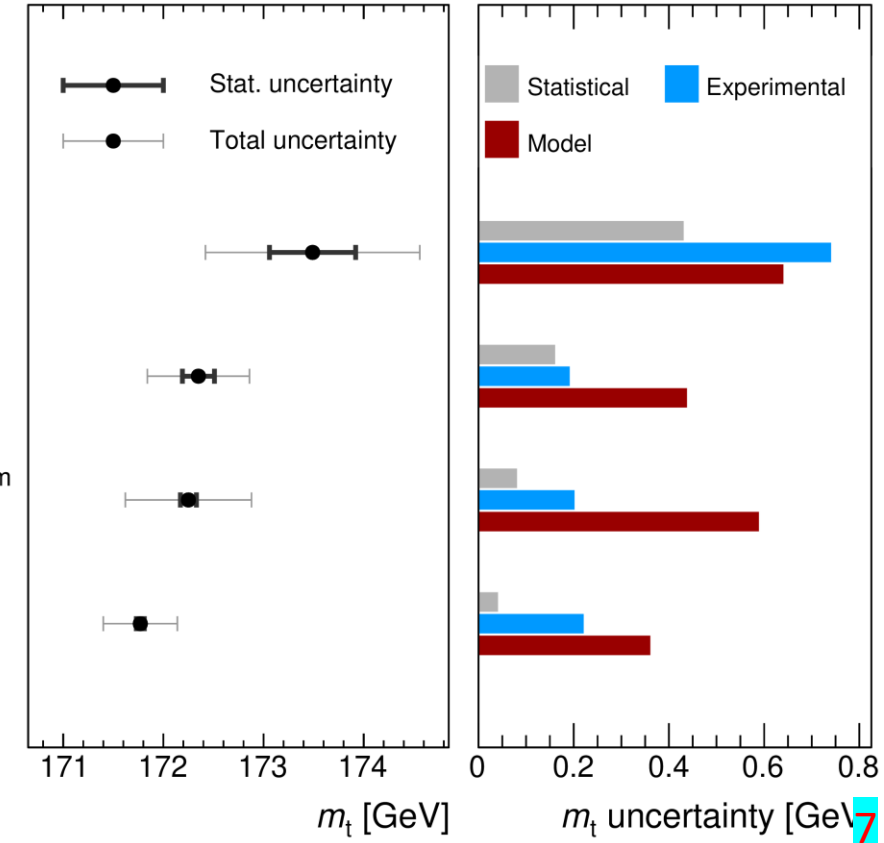 Stat. uncertainty
Total uncertainty
Statistical
Experimental
Model
m
171 172 173 174
0 0.2 0.4 0.6 0.8
mt [GeV]
mt uncertainty [GeV
7